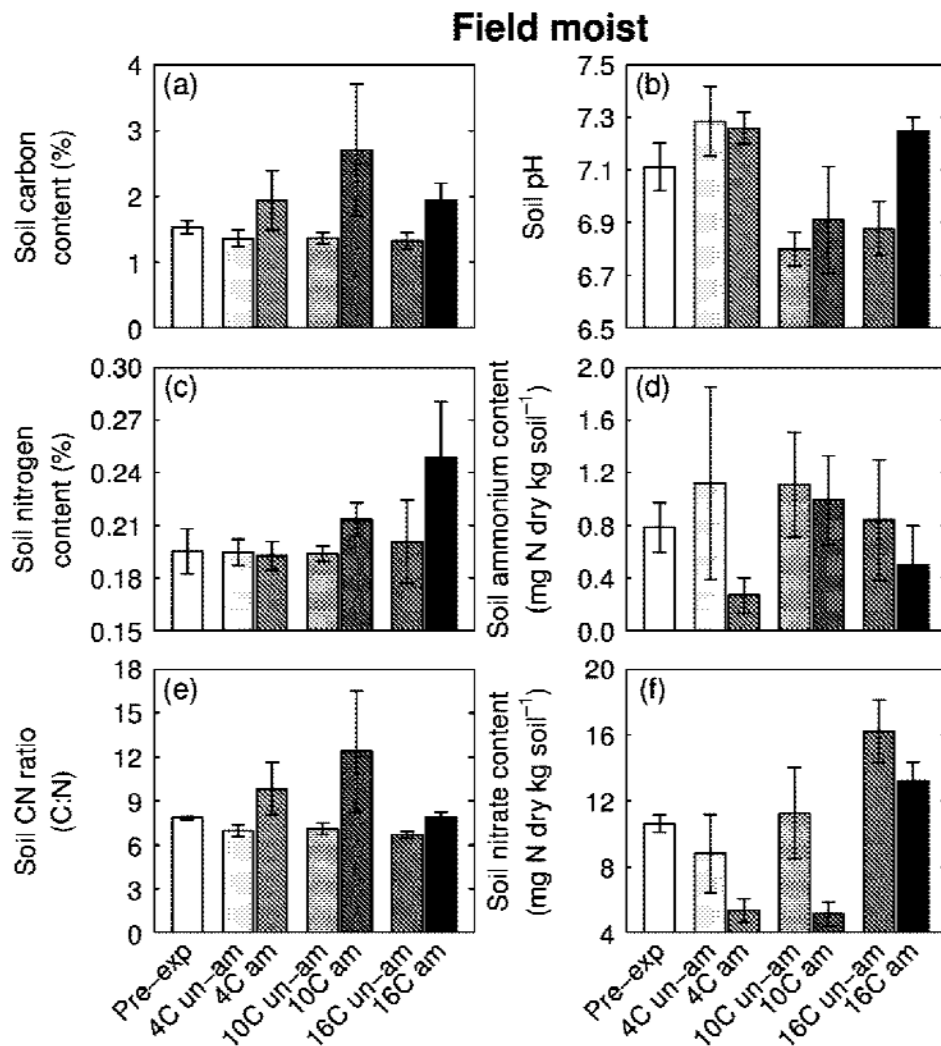 Field moist
(a)
Soil carbon
content (%)
4
3
2
1
0
(b)
Soil pH
7.5
7.3
7.1
6.9
6.7
6.5
(c)
Soil nitrogen
content (%)
0.30
0.27
0.24
0.21
0.18
0.15
(d)
Soil ammonium content
(mg N dry kg soil⁻¹)
2.0
1.6
1.2
0.8
0.4
0.0
(e)
Soil CN ratio
(C:N)
18
15
12
9
6
3
0
(f)
Soil nitrate content
(mg N dry kg soil⁻¹)
20
16
12
8
4
Pre−exp
4C un−am
4C am
10C un−am
10C am
16C un−am
16C am
Pre−exp
4C un−am
4C am
10C un−am
10C am
16C un−am
16C am